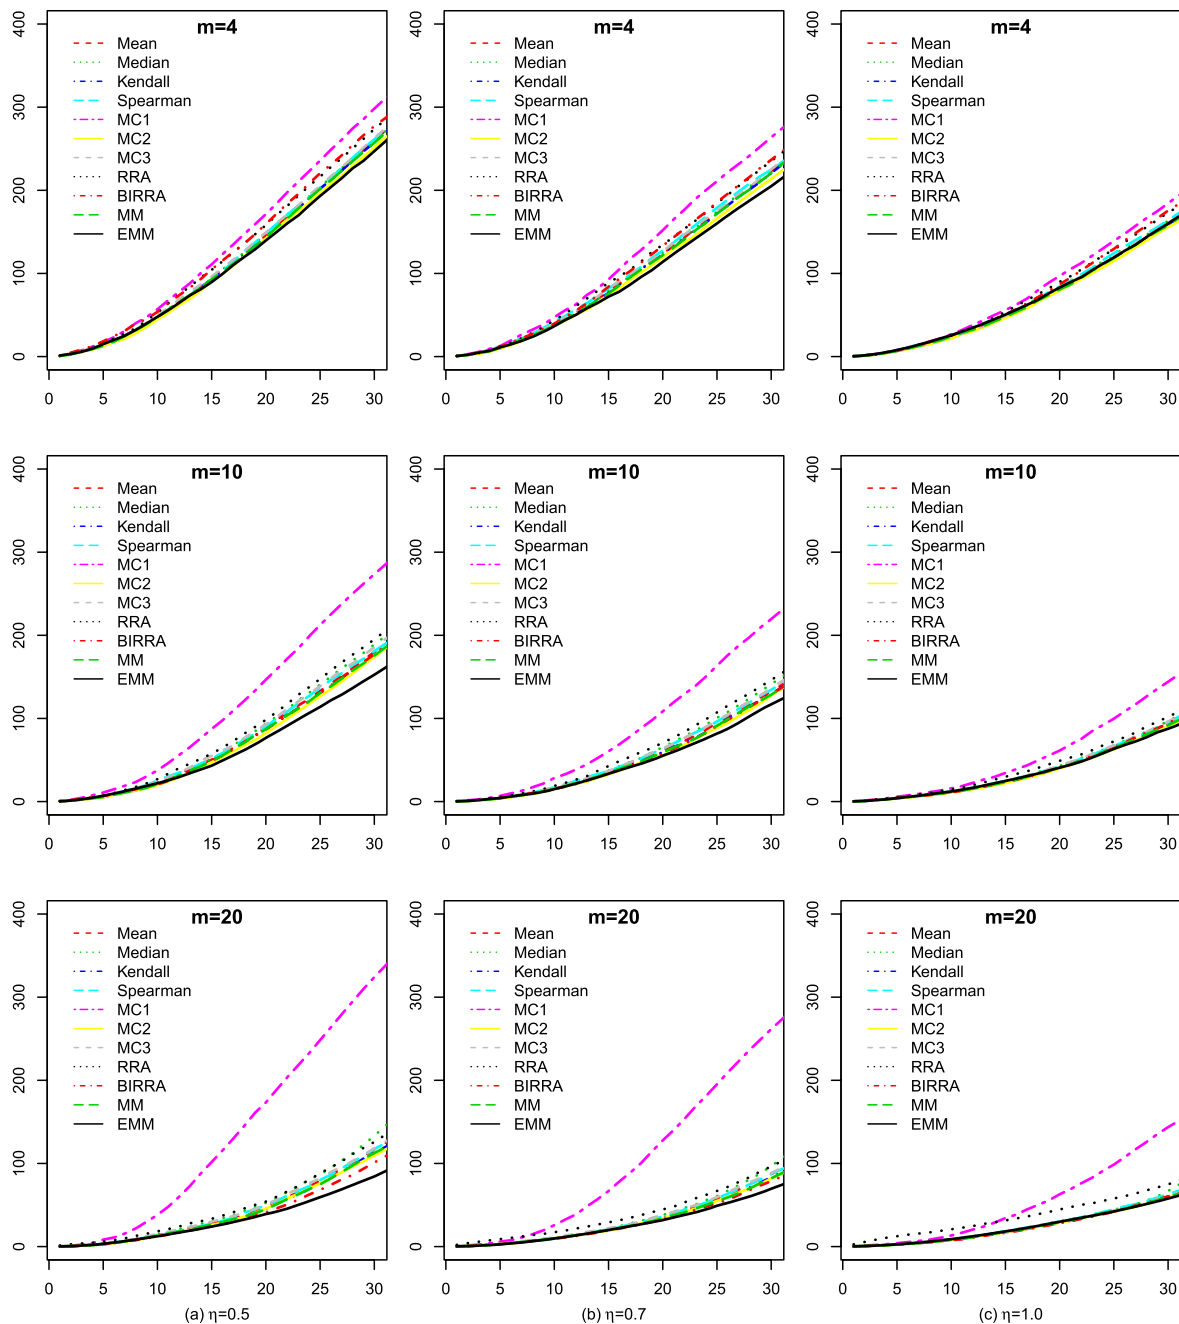 m=4
Mean
Median
Kendall
Spearman
MC1
MC2
MC3
RRA
BIRRA
MM
EMM
0
100
200
300
400
0 5 10 15 20 25 30
m=4
Mean
Median
Kendall
Spearman
MC1
MC2
MC3
RRA
BIRRA
MM
EMM
0
100
200
300
400
0 5 10 15 20 25 30
m=4
Mean
Median
Kendall
Spearman
MC1
MC2
MC3
RRA
BIRRA
MM
EMM
0
100
200
300
400
0 5 10 15 20 25 30
m=10
Mean
Median
Kendall
Spearman
MC1
MC2
MC3
RRA
BIRRA
MM
EMM
0
100
200
300
400
0 5 10 15 20 25 30
m=10
Mean
Median
Kendall
Spearman
MC1
MC2
MC3
RRA
BIRRA
MM
EMM
0
100
200
300
400
0 5 10 15 20 25 30
m=10
Mean
Median
Kendall
Spearman
MC1
MC2
MC3
RRA
BIRRA
MM
EMM
0
100
200
300
400
0 5 10 15 20 25 30
m=20
Mean
Median
Kendall
Spearman
MC1
MC2
MC3
RRA
BIRRA
MM
EMM
0
100
200
300
400
0 5 10 15 20 25 30
(a) η=0.5
m=20
Mean
Median
Kendall
Spearman
MC1
MC2
MC3
RRA
BIRRA
MM
EMM
0
100
200
300
400
0 5 10 15 20 25 30
(b) η=0.7
m=20
Mean
Median
Kendall
Spearman
MC1
MC2
MC3
RRA
BIRRA
MM
EMM
0
100
200
300
400
0 5 10 15 20 25 30
(c) η=1.0